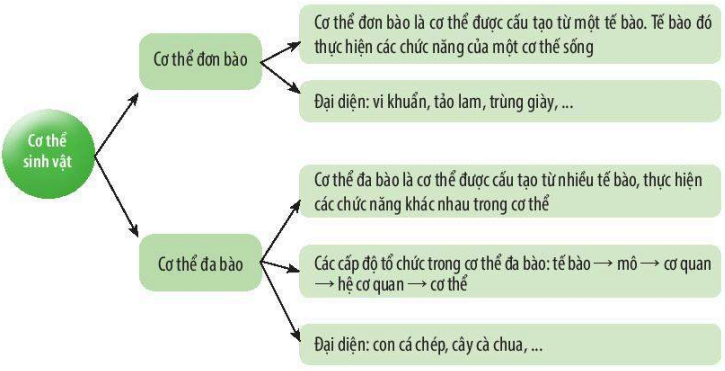 Cơ thể
sinh vật
Cơ thể đơn bào
Cơ thể đơn bào là cơ thể được cấu tạo từ một tế bào. Tế bào đó
thực hiện các chức năng của một cơ thể sống
Đại diện: vi khuẩn, tảo lam, trùng giày, ...
Cơ thể đa bào
Cơ thể đa bào là cơ thể được cấu tạo từ nhiều tế bào, thực hiện
các chức năng khác nhau trong cơ thể
Các cấp độ tổ chức trong cơ thể đa bào: tế bào → mô → cơ quan
→ hệ cơ quan → cơ thể
Đại diện: con cá chép, cây cà chua, ...